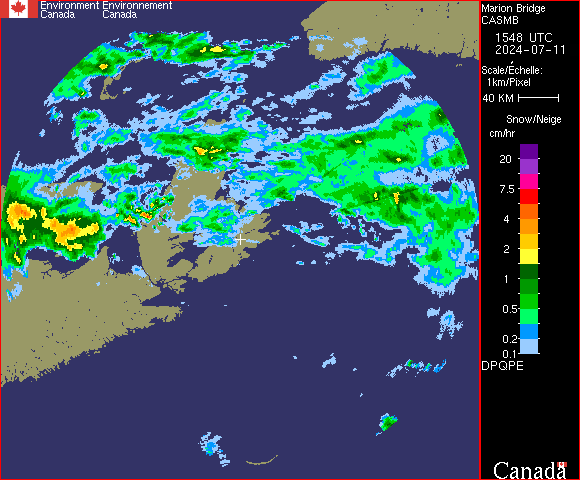 Environment Environnement
Canada Canada
Marion Bridge
CASMB
1548 UTC
2024-07-11
Scale/Échelle:
1km/Pixel
40 KM
Snow/Neige
cm/hr
20
7.5
4
2
1
0.5
0.2
0.1
DPQPE
Canada